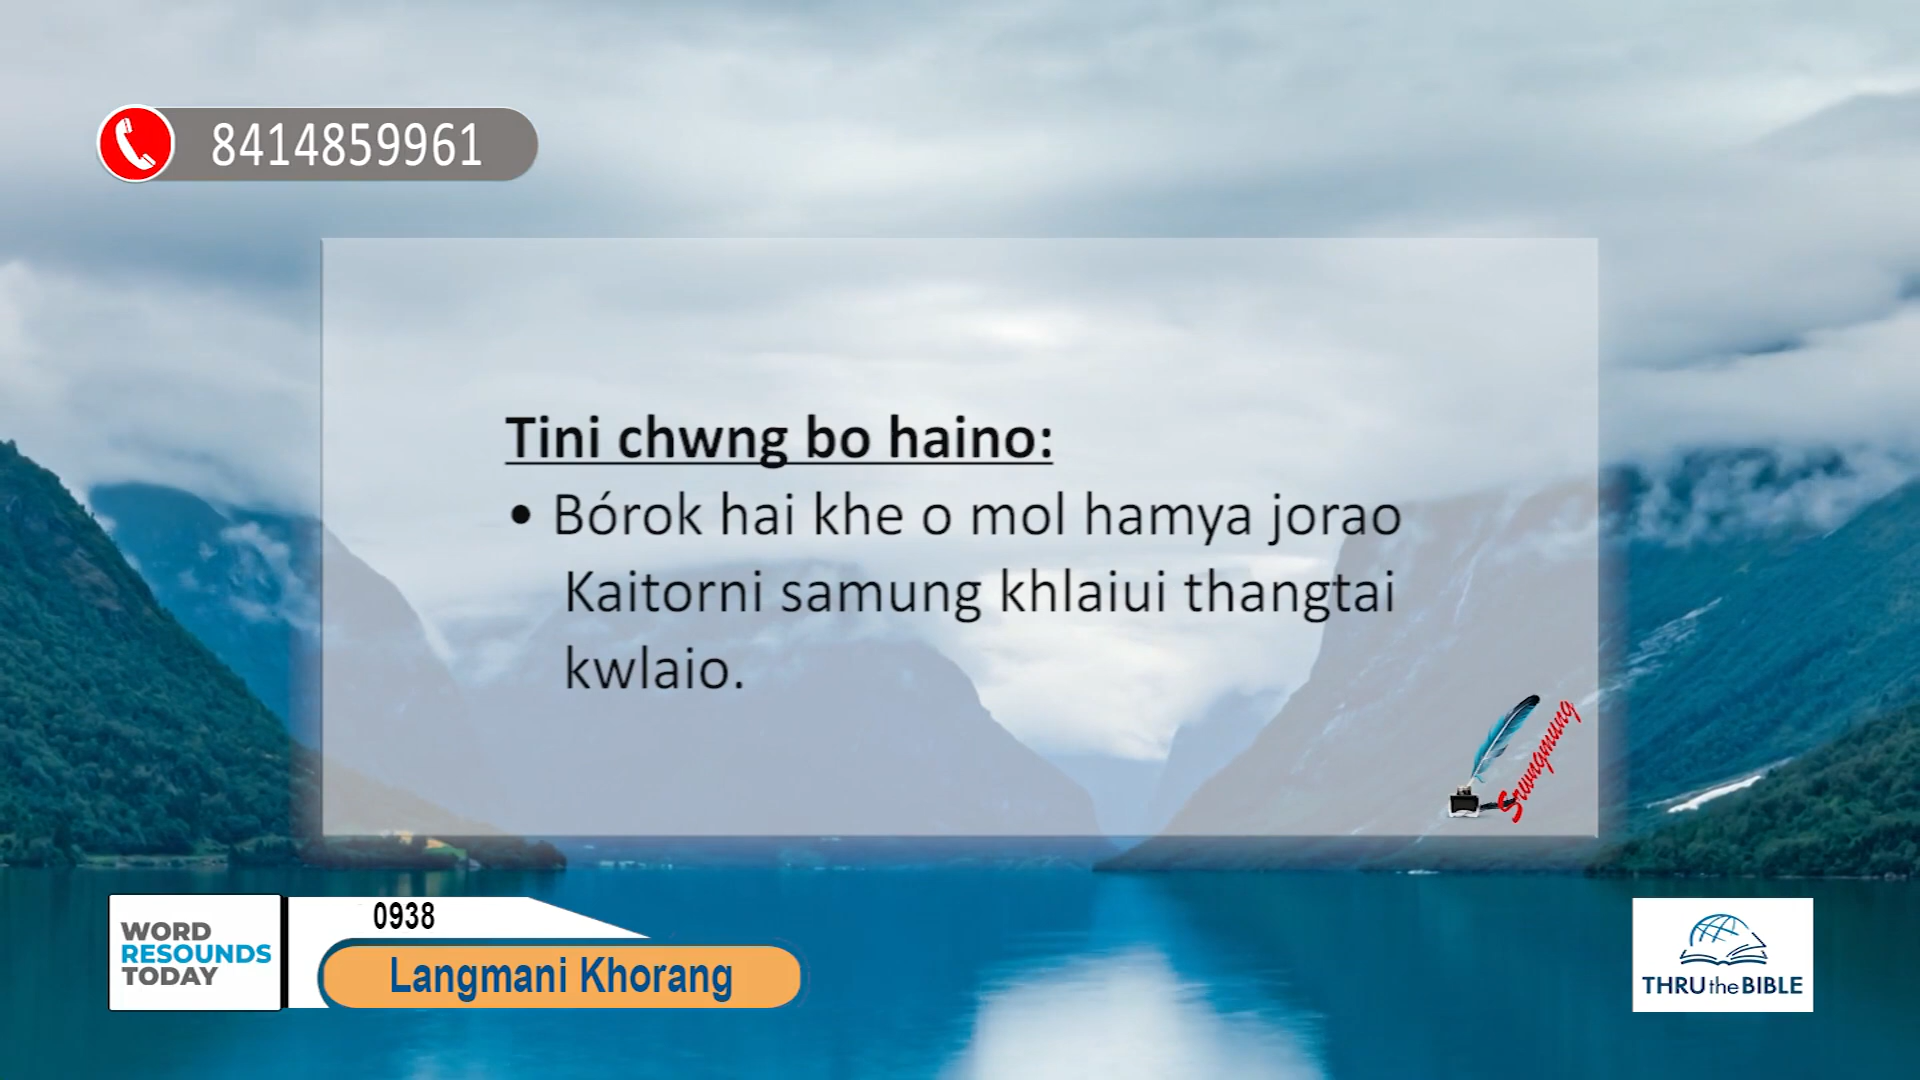 8414859961
Tini chwng bo haino:
• Bórok hai khe o mol hamya jorao
Kaitorni samung khlaiui thangtai
kwlaio.
Srwngmung
0938
WORD
RESOUNDS
TODAY
Langmani Khorang
THRU the BIBLE